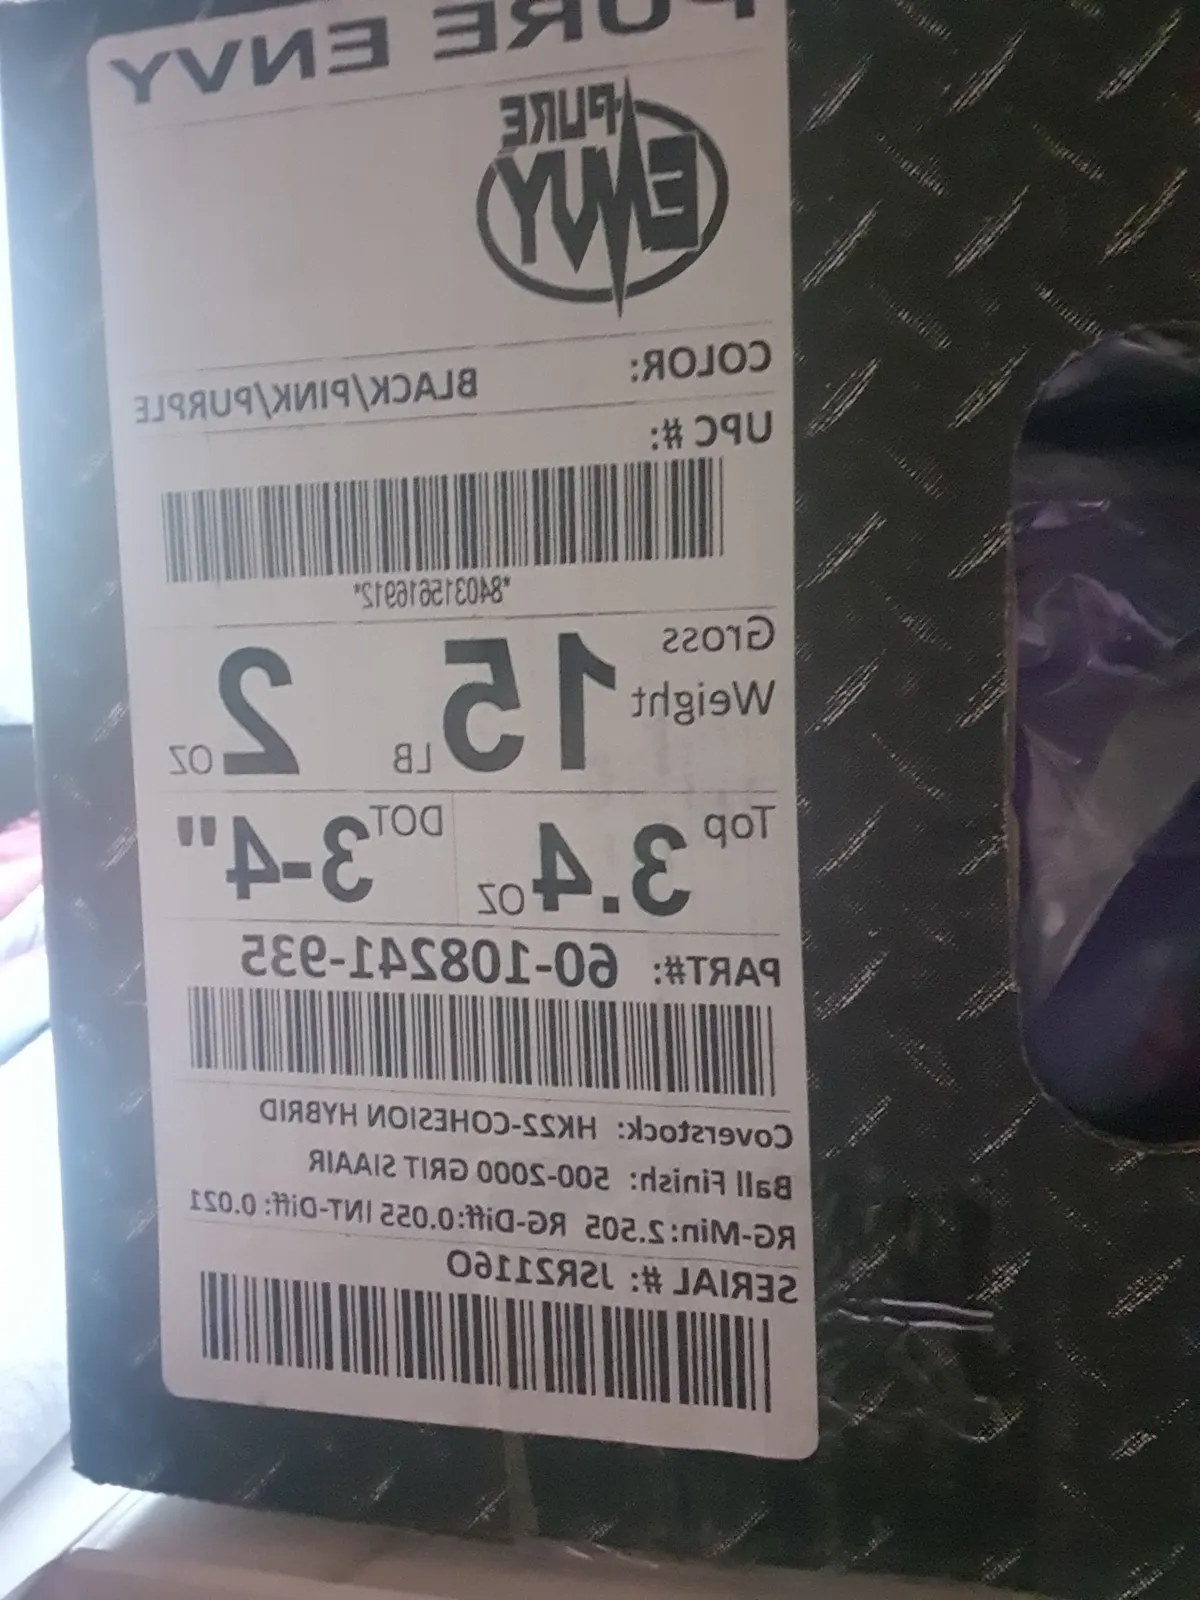 PURE ENVY
PURE
ENVY
COLOR: BLACK/PINK/PURPLE
UPC #:
*840315616912*
Gross Weight 15 LB 2 OZ
Top 3.4 OZ DOT 3-4"
PART#: 60-108241-935
Coverstock: HK22-COHESION HYBRID
Ball Finish: 500-2000 GRIT SIAAIR
RG-Min:2.505 RG-Diff:0.055 INT-Diff:0.021
SERIAL #: JSR21160